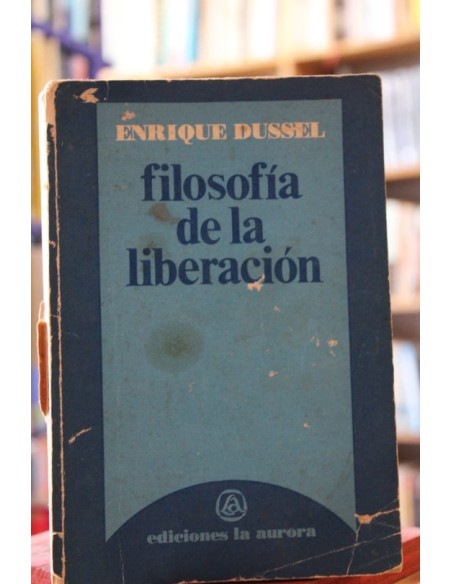 ENRIQUE DUSSEL
filosofía
de la
liberación
ediciones la aurora